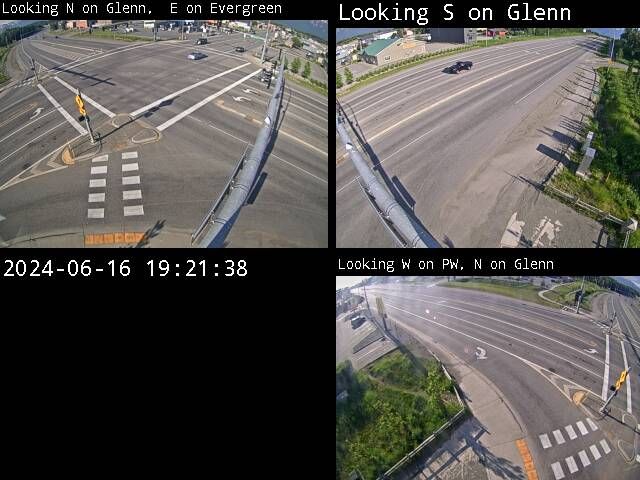 Looking N on Glenn,  E on Evergreen
Looking S on Glenn
2024-06-16 19:21:38
Looking W on PW, N on Glenn